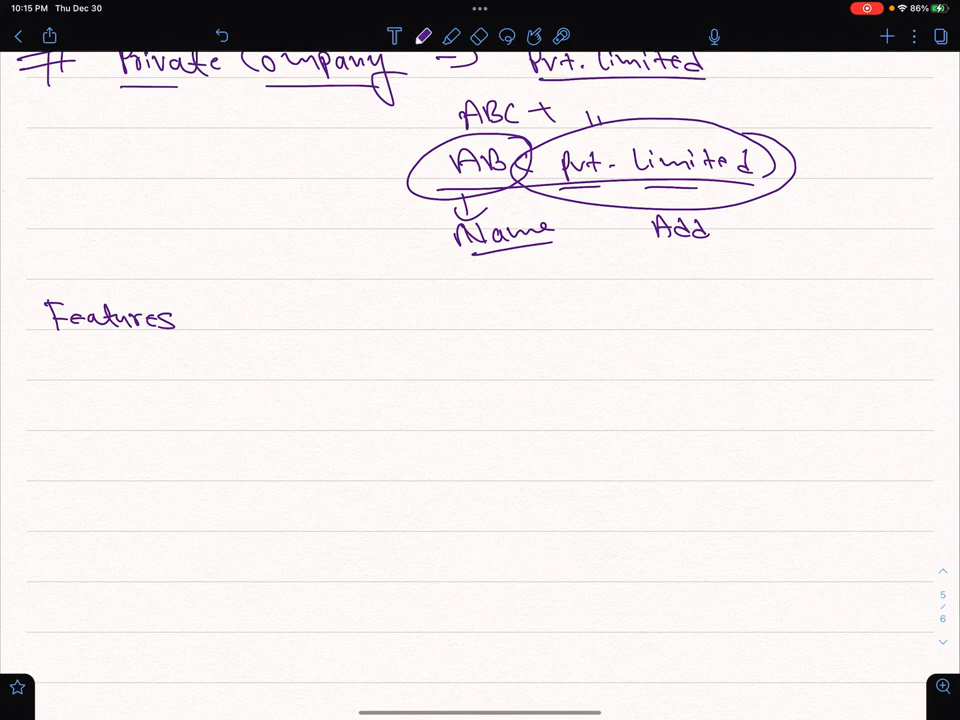 10:15 PM Thu Dec 30
86%
# Private Company → Pvt. Limited
ABC + "
ABC Pvt. Limited
Name Add
Features
5
/
6